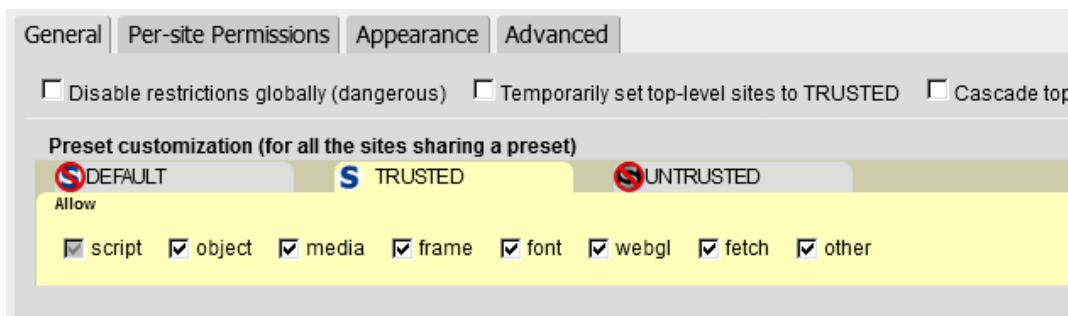 General Per-site Permissions Appearance Advanced
Disable restrictions globally (dangerous) Temporarily set top-level sites to TRUSTED Cascade top
Preset customization (for all the sites sharing a preset)
DEFAULT S TRUSTED UNTRUSTED
Allow
script object media frame font webgl fetch other